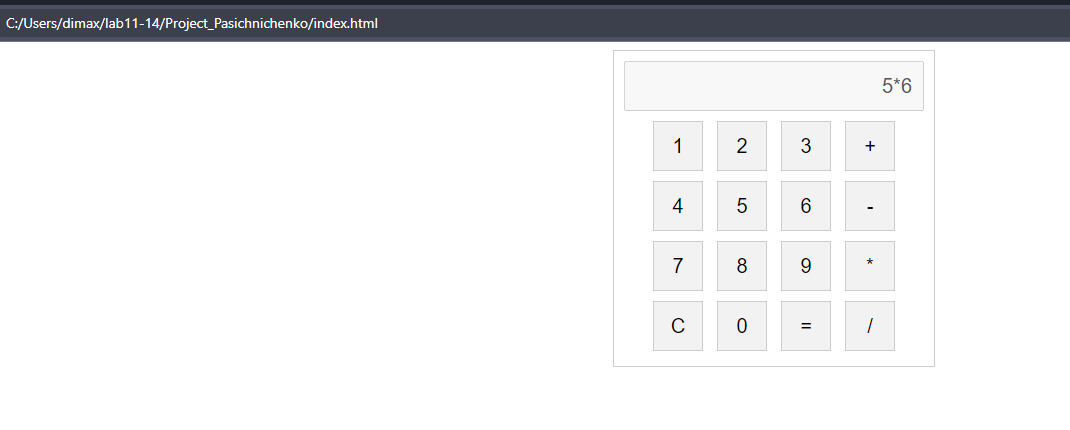 C:/Users/dimax/lab11-14/Project_Pasichnichenko/index.html
5*6
1 2 3 +
4 5 6 -
7 8 9 *
C 0 = /